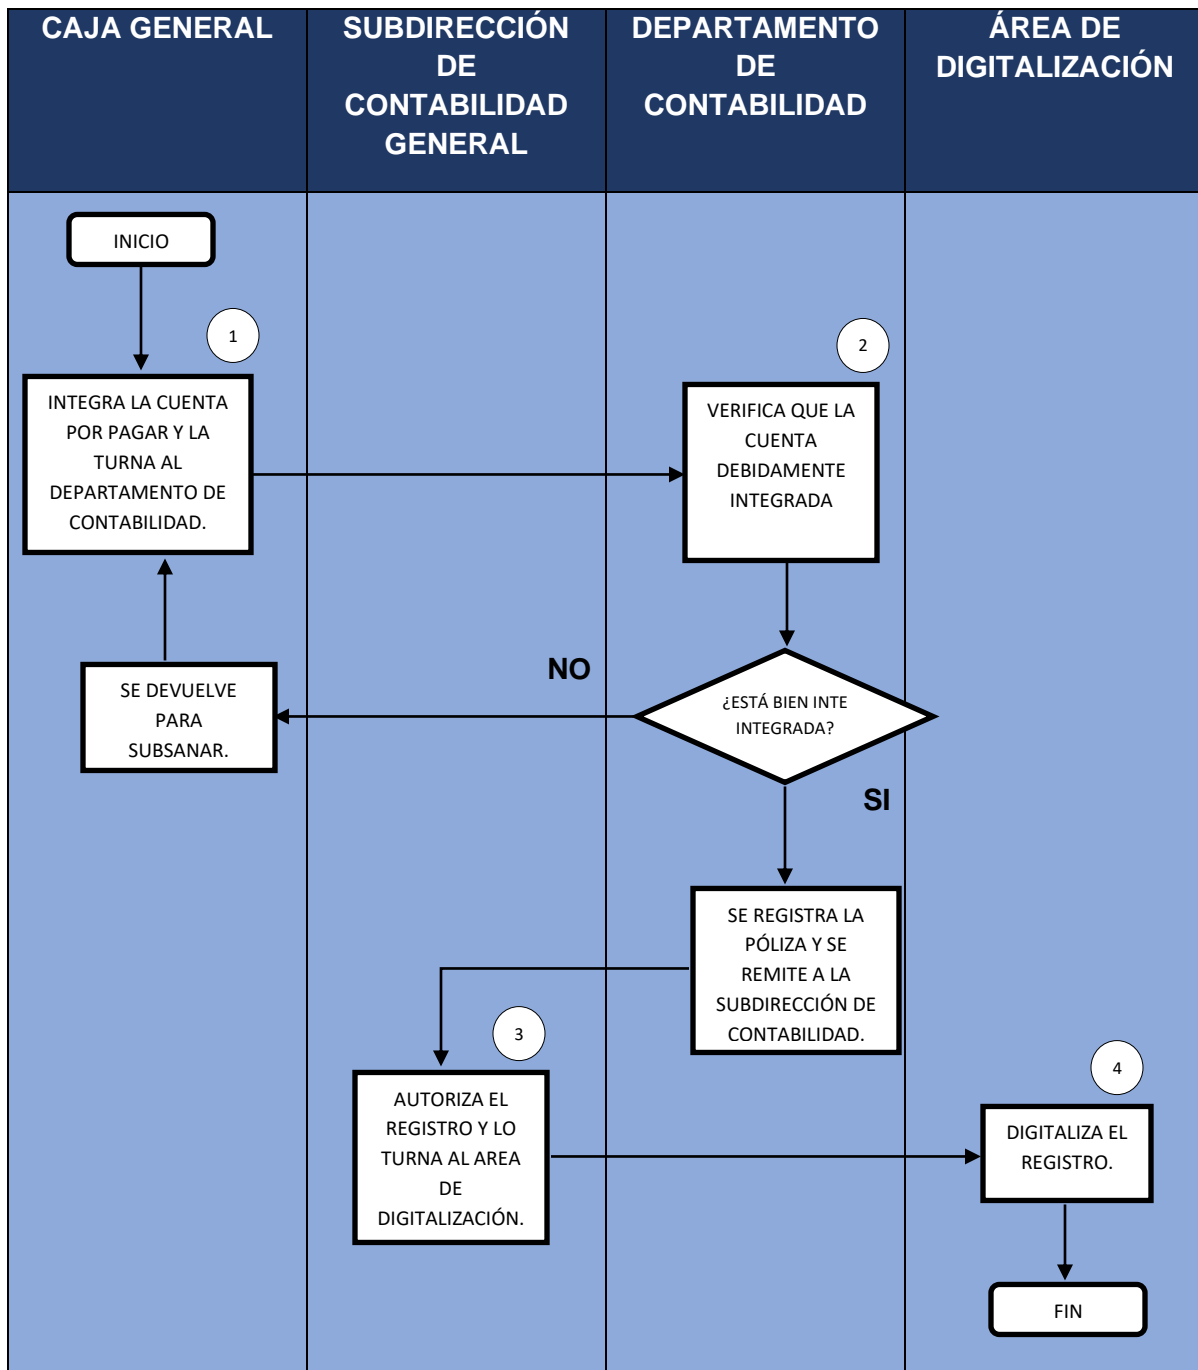 CAJA GENERAL
SUBDIRECCIÓN
DE
CONTABILIDAD
GENERAL
DEPARTAMENTO
DE
CONTABILIDAD
ÁREA DE
DIGITALIZACIÓN
INICIO
1
INTEGRA LA CUENTA
POR PAGAR Y LA
TURNA AL
DEPARTAMENTO DE
CONTABILIDAD.
2
VERIFICA QUE LA
CUENTA
DEBIDAMENTE
INTEGRADA
¿ESTÁ BIEN INTE
INTEGRADA?
NO
SE DEVUELVE
PARA
SUBSANAR.
SI
SE REGISTRA LA
PÓLIZA Y SE
REMITE A LA
SUBDIRECCIÓN DE
CONTABILIDAD.
3
AUTORIZA EL
REGISTRO Y LO
TURNA AL AREA
DE
DIGITALIZACIÓN.
4
DIGITALIZA EL
REGISTRO.
FIN